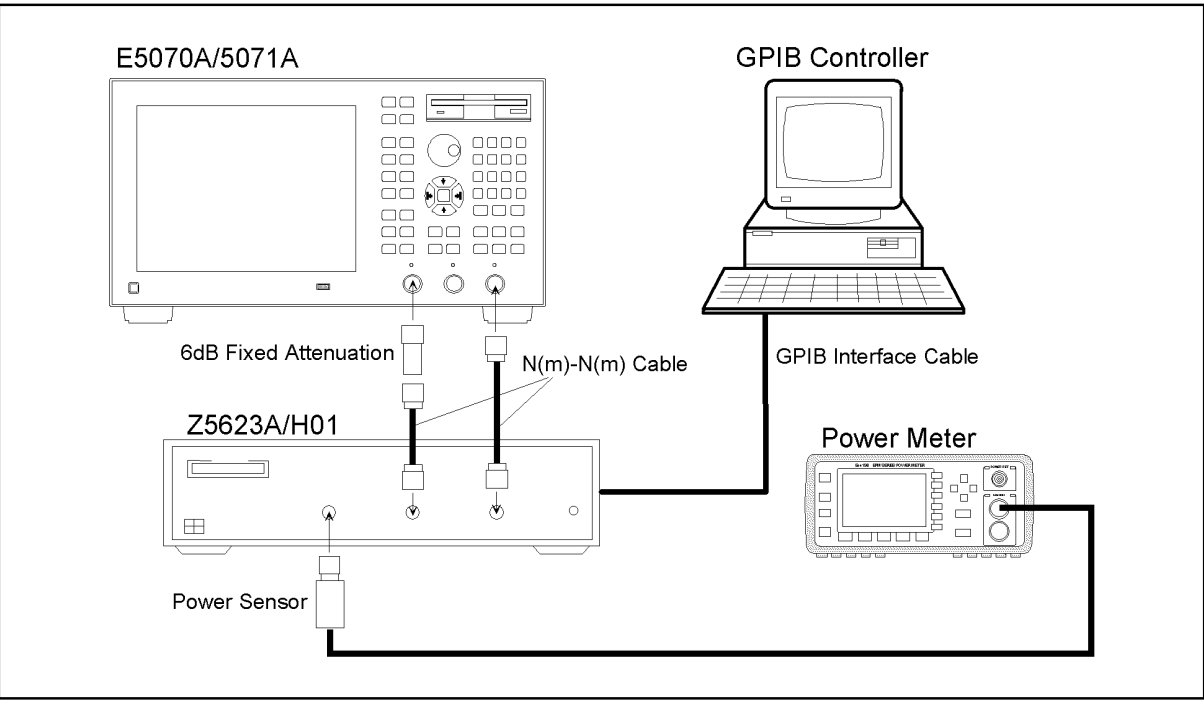 E5070A/5071A
GPIB Controller
6dB Fixed Attenuation
N(m)-N(m) Cable
GPIB Interface Cable
Z5623A/H01
Power Meter
Power Sensor